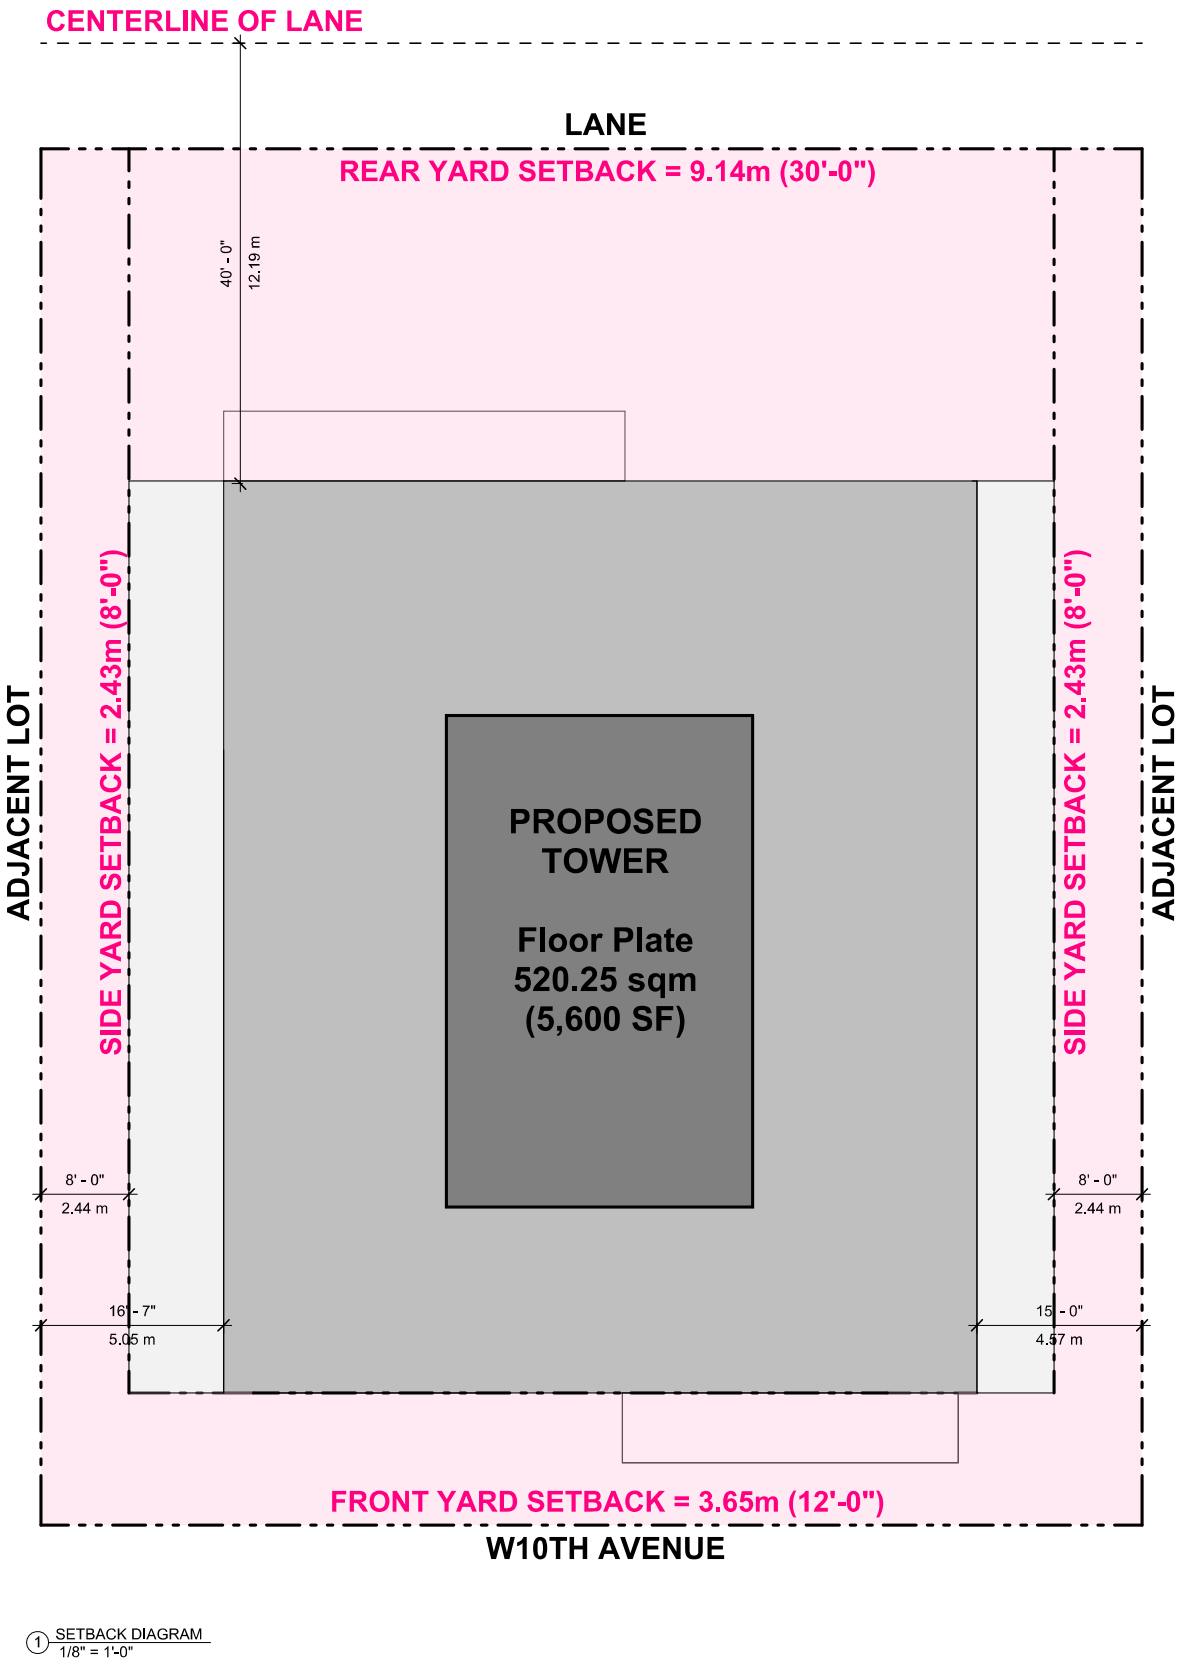 CENTERLINE OF LANE
LANE
REAR YARD SETBACK = 9.14m (30'-0")
40' - 0"
12.19 m
SIDE YARD SETBACK = 2.43m (8'-0")
SIDE YARD SETBACK = 2.43m (8'-0")
ADJACENT LOT
ADJACENT LOT
PROPOSED
TOWER
Floor Plate
520.25 sqm
(5,600 SF)
8' - 0"
2.44 m
8' - 0"
2.44 m
16' - 7"
5.05 m
15' - 0"
4.57 m
FRONT YARD SETBACK = 3.65m (12'-0")
W10TH AVENUE
1 SETBACK DIAGRAM
1/8" = 1'-0"